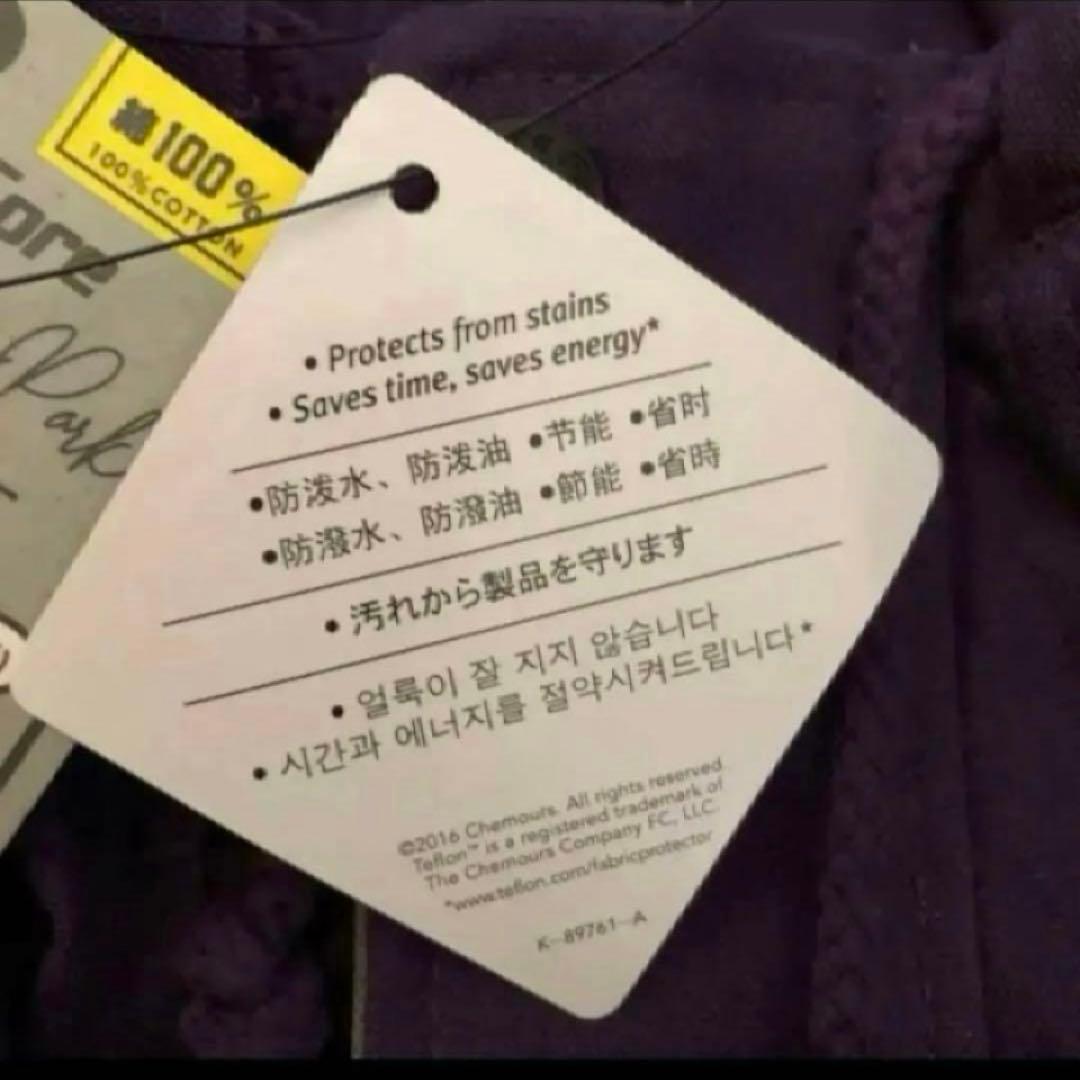 綿100%
100%COTTON
Park
• Protects from stains
• Saves time, saves energy*
•防泼水、防泼油 •节能 •省时
•防潑水、防潑油 •節能 •省時
• 汚れから製品を守ります
• 얼룩이 잘 지지 않습니다
• 시간과 에너지를 절약시켜드립니다*
©2016 Chemours. All rights reserved.
Teflon™ is a registered trademark of
The Chemours Company FC, LLC.
*www.teflon.com/fabricprotector
K-89761-A